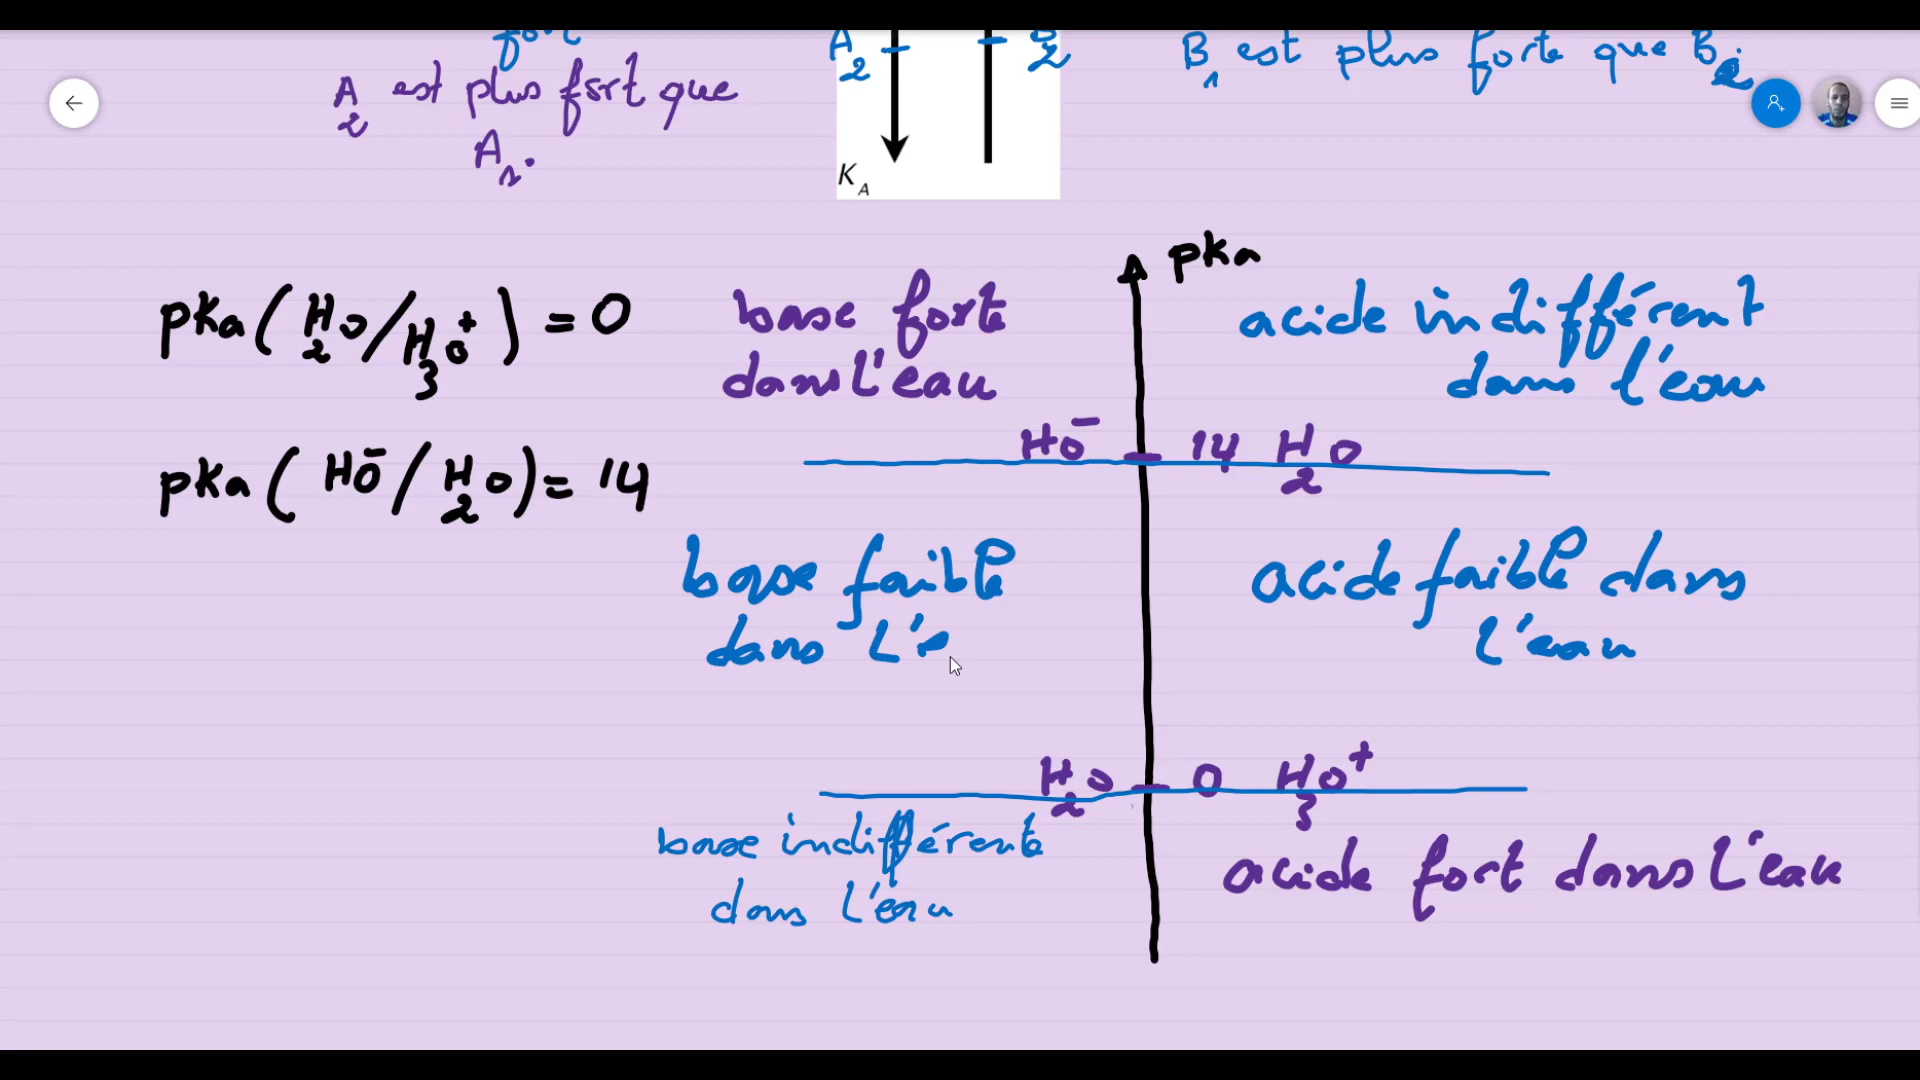 fort
A₂ est plus fort que
A₁.
A₂
B₂
K_A
B₁ est plus forte que B₂
pka
pka(H₂O/H₃O⁺) = 0
pka(HO⁻/H₂O) = 14
base forte
dans l'eau
acide indifférent
dans l'eau
HO⁻ 14 H₂O
base faible
dans l'e
acide faible dans
l'eau
H₂O 0 H₃O⁺
base indifférente
dans l'eau
acide fort dans l'eau